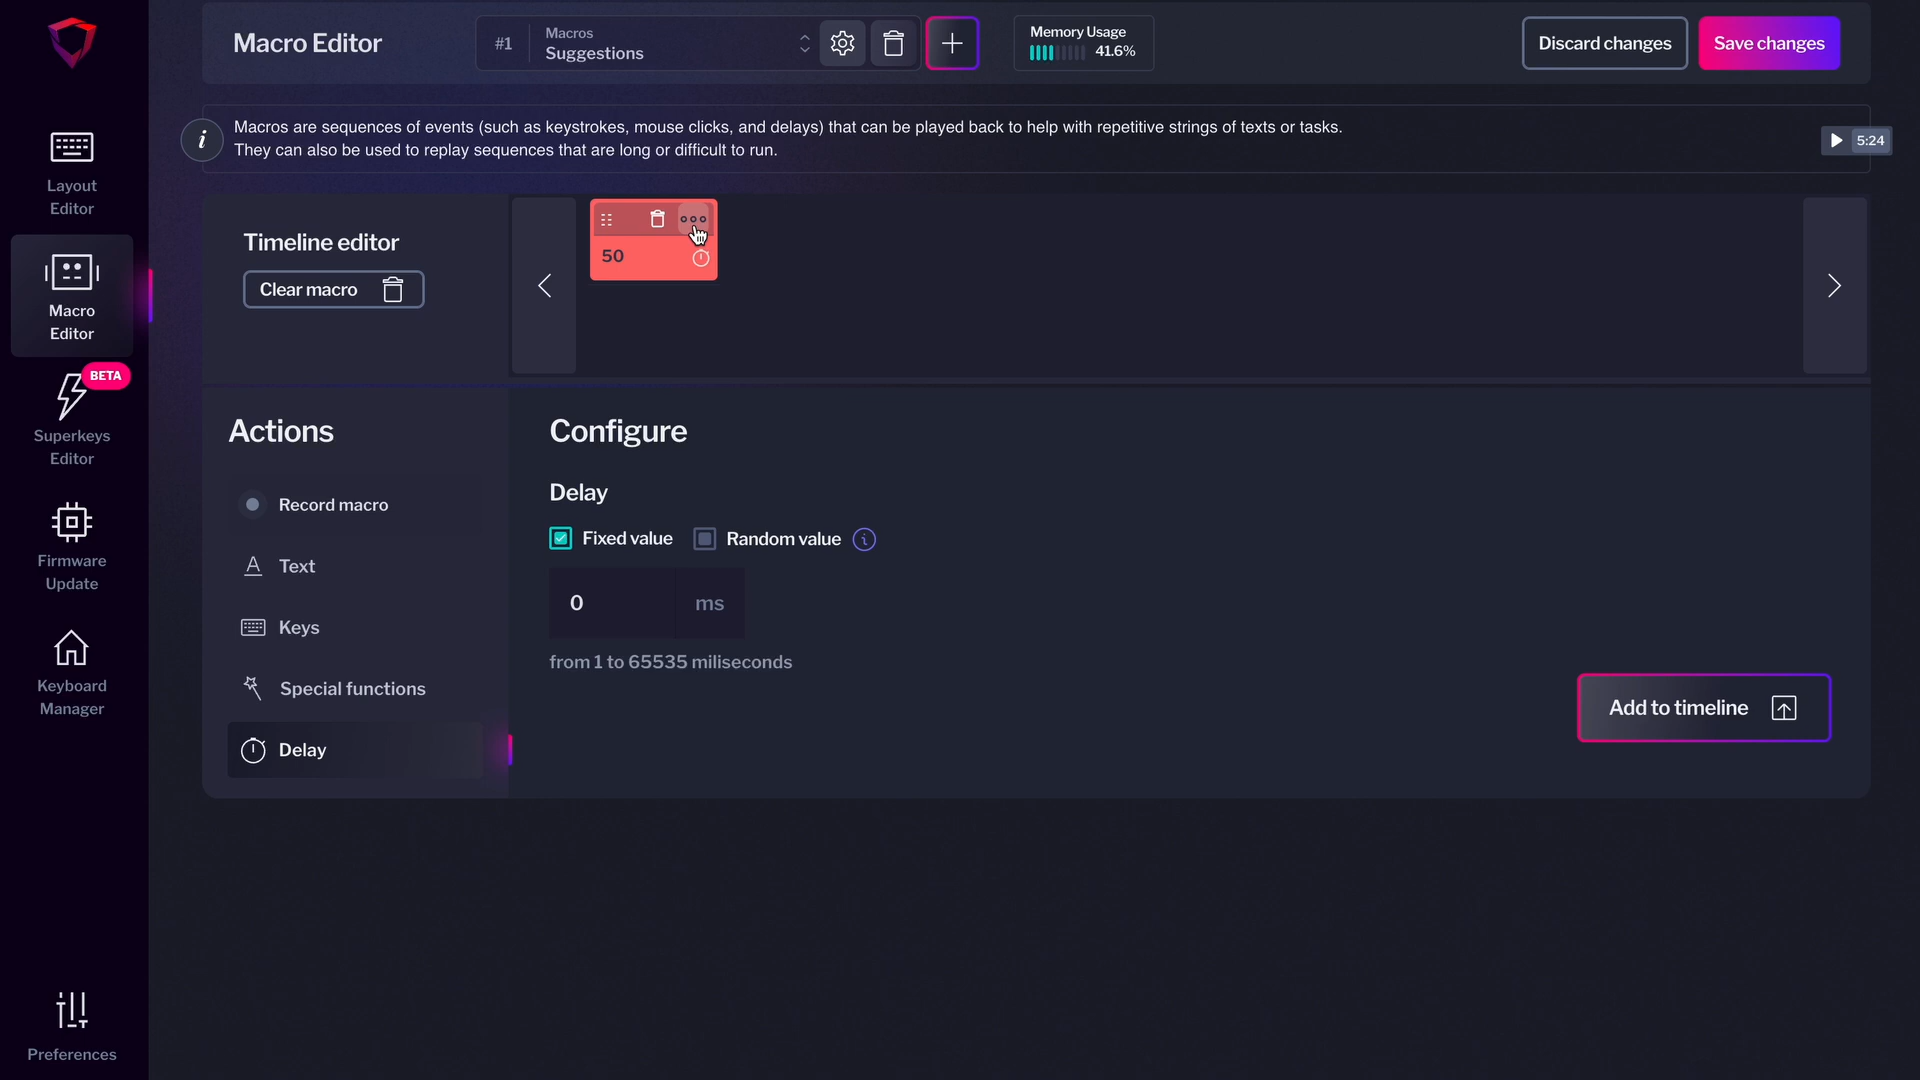 Macro Editor
#1
Macros
Suggestions
Memory Usage
41.6%
Discard changes
Save changes
i
Macros are sequences of events (such as keystrokes, mouse clicks, and delays) that can be played back to help with repetitive strings of texts or tasks.
They can also be used to replay sequences that are long or difficult to run.
5:24
Layout
Editor
Macro
Editor
BETA
Superkeys
Editor
Firmware
Update
Keyboard
Manager
Preferences
Timeline editor
Clear macro
50
Actions
Record macro
Text
Keys
Special functions
Delay
Configure
Delay
Fixed value
Random value
i
0
ms
from 1 to 65535 miliseconds
Add to timeline